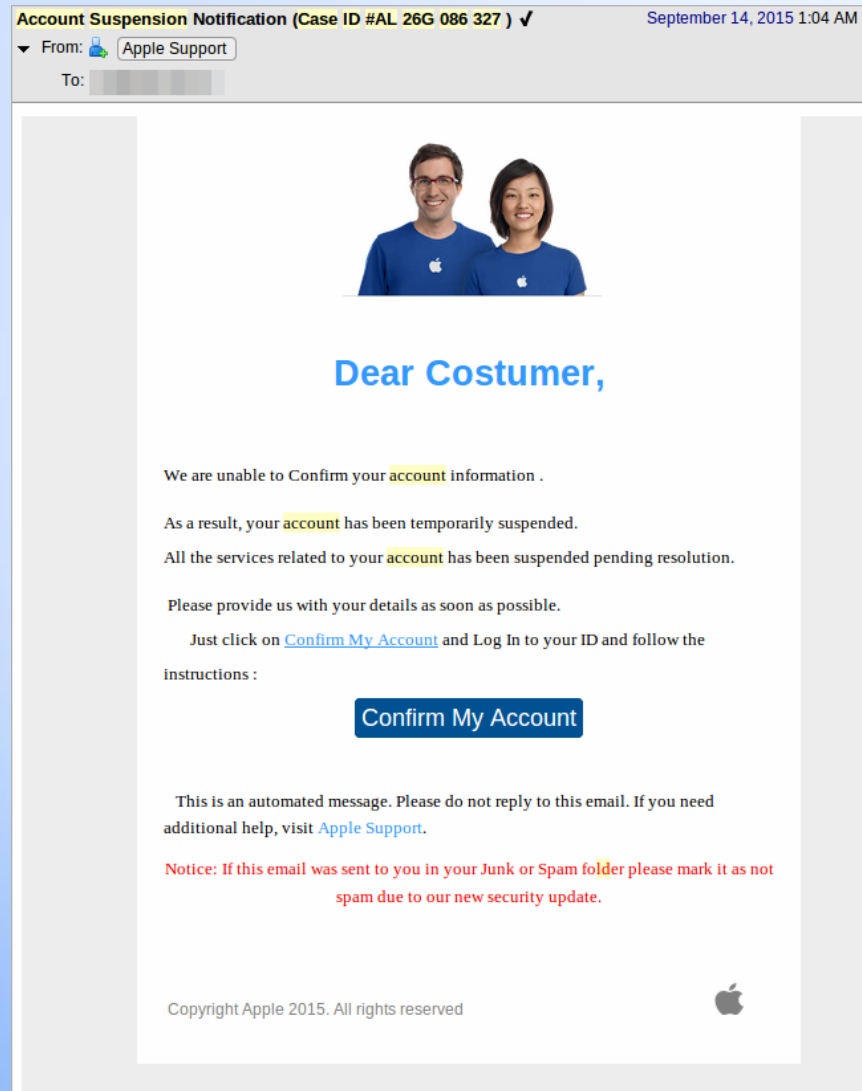 Account Suspension Notification (Case ID #AL 26G 086 327 ) ✔ September 14, 2015 1:04 AM
From: Apple Support
To:
Dear Costumer,
We are unable to Confirm your account information .
As a result, your account has been temporarily suspended.
All the services related to your account has been suspended pending resolution.
Please provide us with your details as soon as possible.
Just click on Confirm My Account and Log In to your ID and follow the
instructions :
Confirm My Account
This is an automated message. Please do not reply to this email. If you need
additional help, visit Apple Support.
Notice: If this email was sent to you in your Junk or Spam folder please mark it as not
spam due to our new security update.
Copyright Apple 2015. All rights reserved